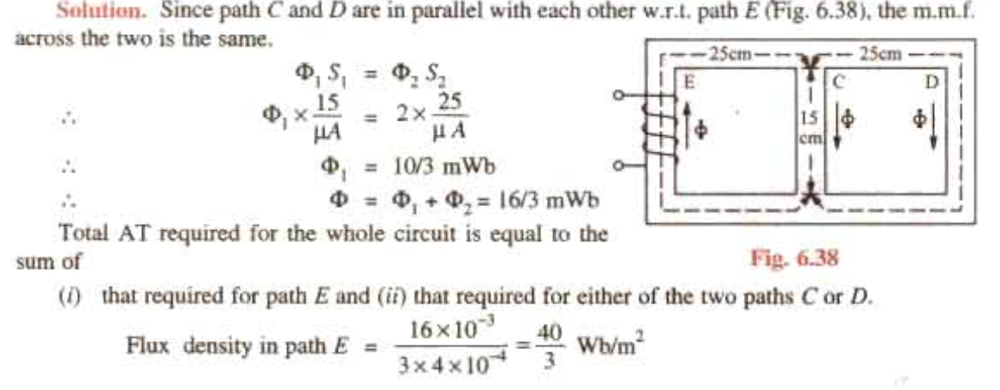 Solution. Since path C and D are in parallel with each other w.r.t. path E (Fig. 6.38), the m.m.f.
across the two is the same.
Φ₁ S₁ = Φ₂ S₂
∴ Φ₁ × 15/μA = 2 × 25/μ A
∴ Φ₁ = 10/3 mWb
∴ Φ = Φ₁ + Φ₂ = 16/3 mWb
Total AT required for the whole circuit is equal to the
sum of
25cm 25cm
E C D
15 cm
Φ Φ Φ
Fig. 6.38
(i) that required for path E and (ii) that required for either of the two paths C or D.
Flux density in path E = 16×10⁻³ / 3×4×10⁻⁴ = 40/3 Wb/m²